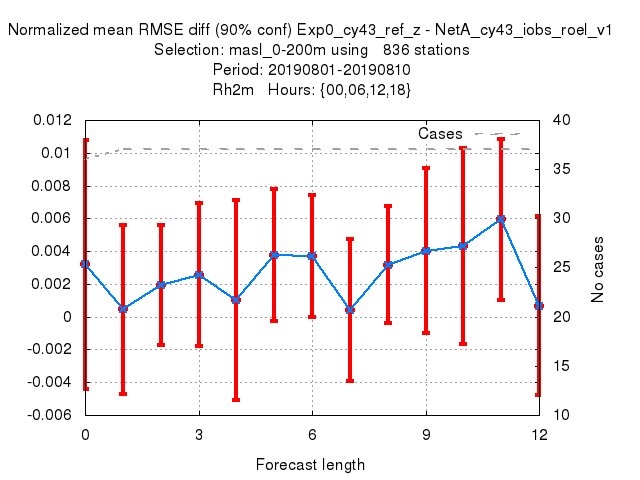 Normalized mean RMSE diff (90% conf) Exp0_cy43_ref_z - NetA_cy43_iobs_roel_v1
Selection: masl_0-200m using   836 stations
Period: 20190801-20190810
Rh2m   Hours: {00,06,12,18}
Cases
0.012
0.01
0.008
0.006
0.004
0.002
0
-0.002
-0.004
-0.006
40
35
30
25
20
15
10
No cases
0 3 6 9 12
Forecast length